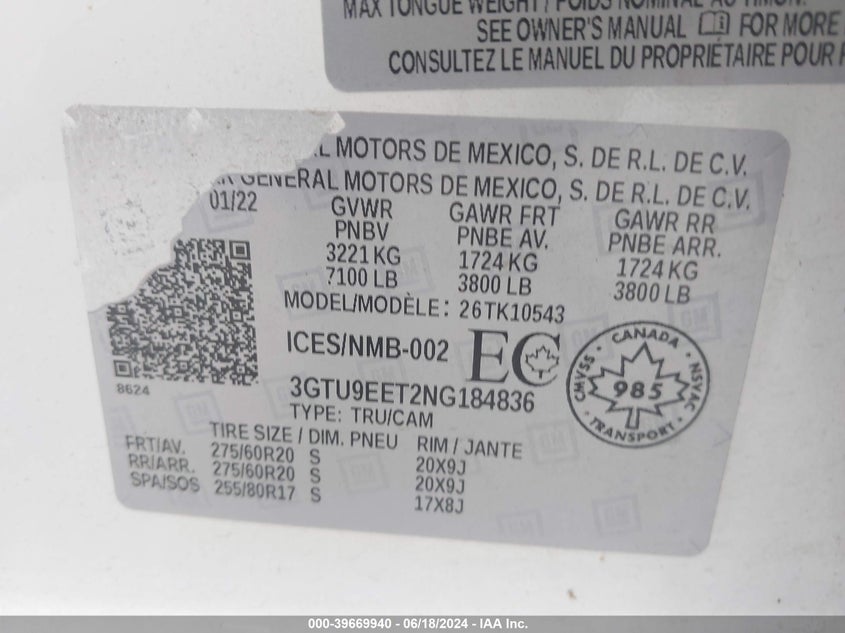 MAX TONGUE WEIGHT / POIDS NOMINAL AU TIMON:
SEE OWNER'S MANUAL FOR MORE
CONSULTEZ LE MANUEL DU PROPRIÉTAIRE POUR
MOTORS DE MEXICO, S. DE R.L. DE C.V.
GENERAL MOTORS DE MEXICO, S. DE R.L. DE C.V.
01/22 GVWR GAWR FRT GAWR RR
PNBV PNBE AV. PNBE ARR.
3221 KG 1724 KG 1724 KG
7100 LB 3800 LB 3800 LB
MODEL/MODÈLE: 26TK10543
ICES/NMB-002 EC
CANADA
CMVSS 985 NSVAC
TRANSPORT
8624
3GTU9EET2NG184836
TYPE: TRU/CAM
TIRE SIZE / DIM. PNEU RIM / JANTE
FRT/AV. 275/60R20 S 20X9J
RR/ARR. 275/60R20 S 20X9J
SPA/SOS 255/80R17 S 17X8J
000-39669940 - 06/18/2024 - IAA Inc.